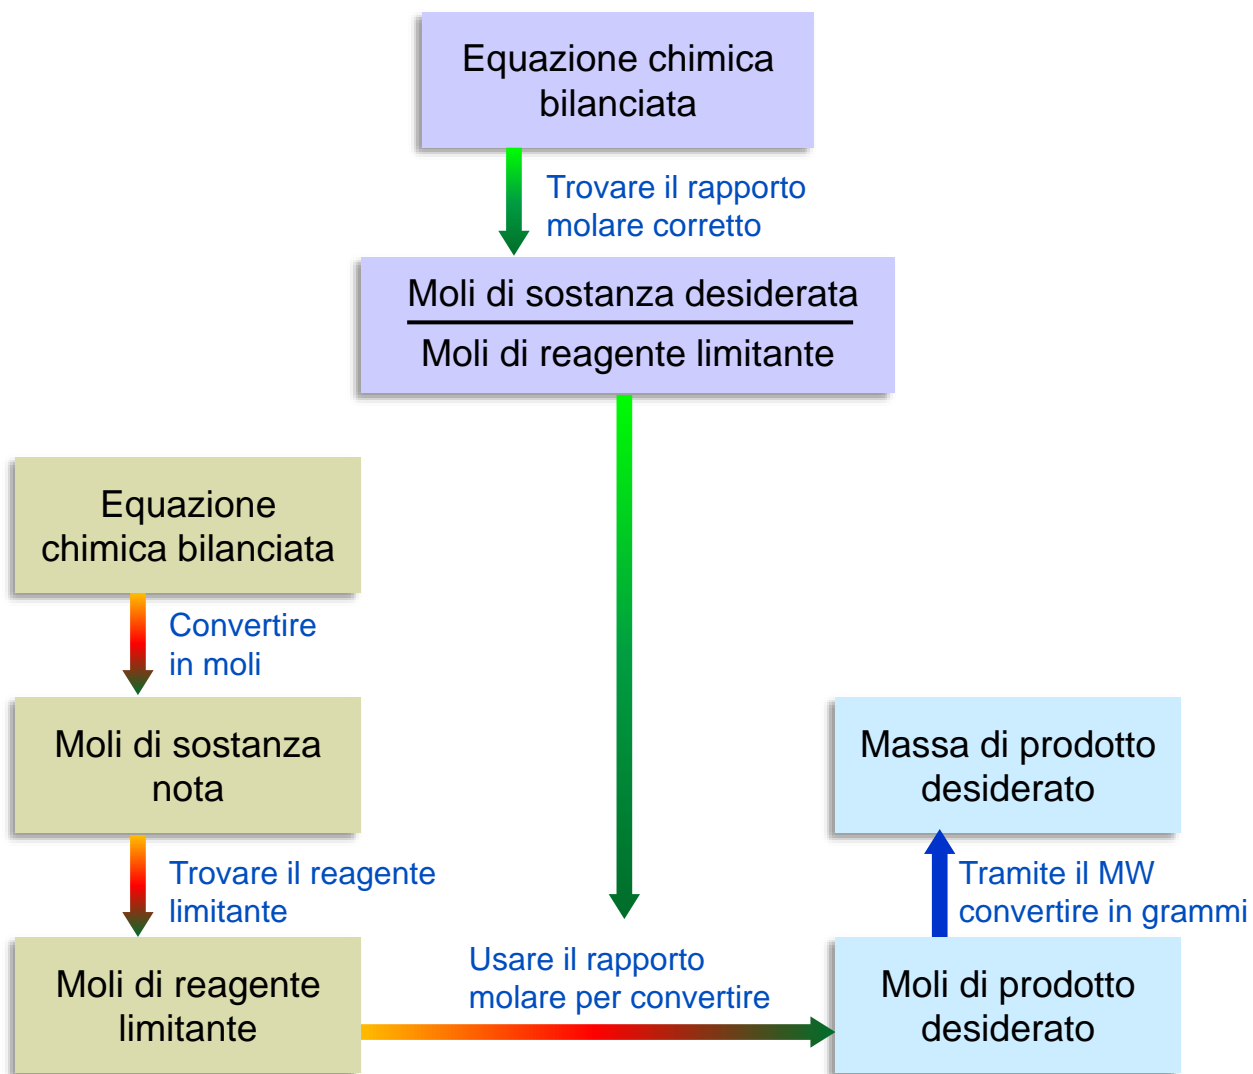 Equazione chimica
bilanciata
Trovare il rapporto
molare corretto
Moli di sostanza desiderata
Moli di reagente limitante
Equazione
chimica bilanciata
Convertire
in moli
Moli di sostanza
nota
Trovare il reagente
limitante
Moli di reagente
limitante
Usare il rapporto
molare per convertire
Massa di prodotto
desiderato
Tramite il MW
convertire in grammi
Moli di prodotto
desiderato